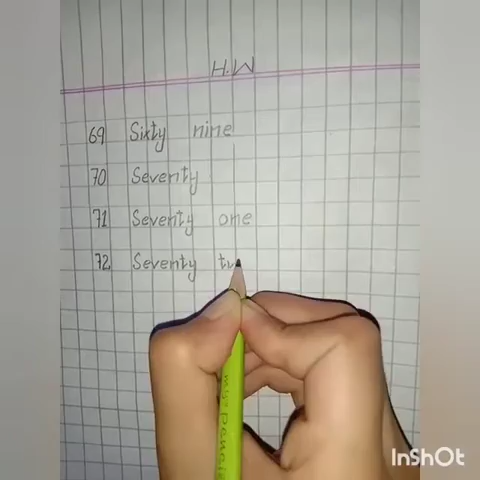 H.W
69 Sixty nine
70 Seventy
71 Seventy one
72 Seventy tw
InShOt